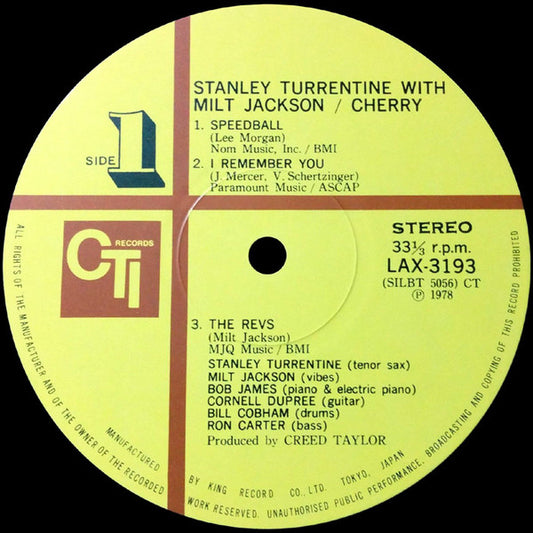 STANLEY TURRENTINE WITH
MILT JACKSON / CHERRY
1. SPEEDBALL
(Lee Morgan)
Nom Music, Inc. / BMI
SIDE 1
2. I REMEMBER YOU
(J. Mercer, V. Schertzinger)
Paramount Music / ASCAP
CTI
RECORDS
STEREO
33⅓ r.p.m.
LAX-3193
(SILBT 5056) CT
Ⓟ 1978
3. THE REVS
(Milt Jackson)
MJQ Music / BMI
STANLEY TURRENTINE (tenor sax)
MILT JACKSON (vibes)
BOB JAMES (piano & electric piano)
CORNELL DUPREE (guitar)
BILL COBHAM (drums)
RON CARTER (bass)
Produced by CREED TAYLOR
MANUFACTURED BY KING RECORD CO., LTD. TOKYO, JAPAN
ALL RIGHTS OF THE MANUFACTURER AND OF THE OWNER OF THE RECORDED WORK RESERVED. UNAUTHORISED PUBLIC PERFORMANCE, BROADCASTING AND COPYING OF THIS RECORD PROHIBITED